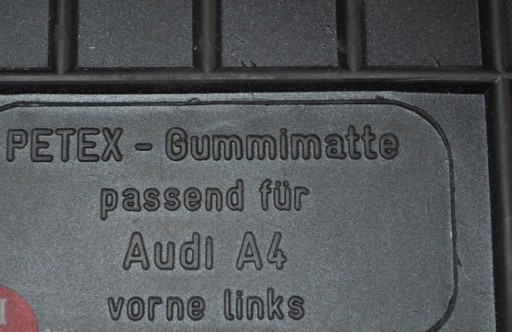 PETEX - Gummimatte
passend für
Audi A4
vorne links